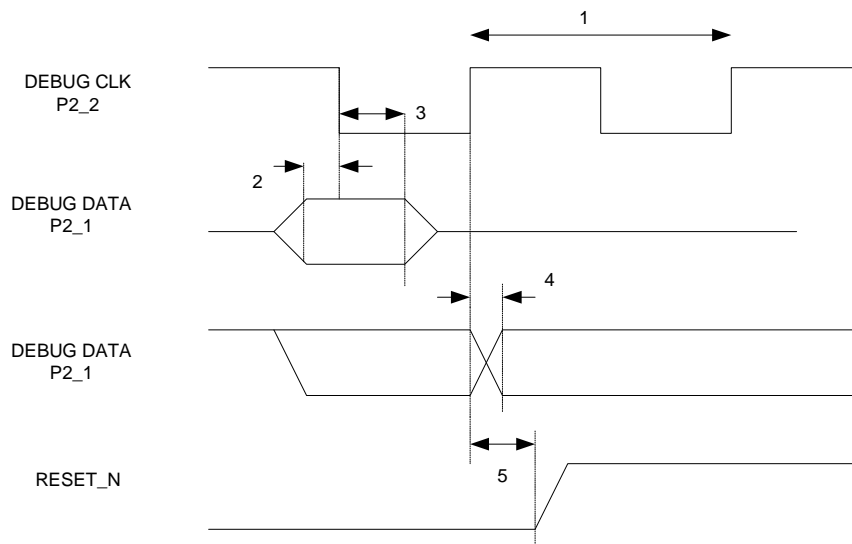 1
DEBUG CLK
P2_2
3
2
DEBUG DATA
P2_1
4
DEBUG DATA
P2_1
RESET_N
5